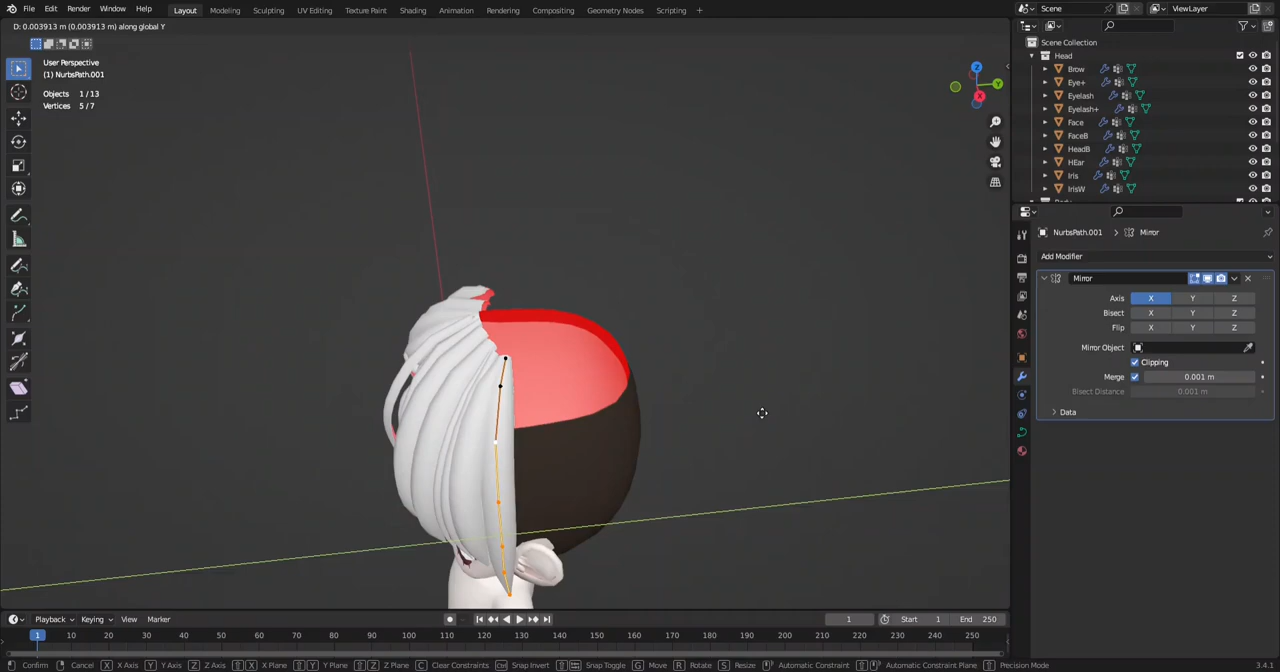 File Edit Render Window Help Layout Modeling Sculpting UV Editing Texture Paint Shading Animation Rendering Compositing Geometry Nodes Scripting + Scene ViewLayer
D: 0.003913 m (0.003913 m) along global Y
User Perspective
(1) NurbsPath.001
Objects 1 / 13
Vertices 5 / 7
Z
Y
X
Scene Collection
Head
Brow
Eye+
Eyelash
Eyelash+
Face
FaceB
HeadB
HEar
Iris
IrisW
NurbsPath.001 > Mirror
Add Modifier
Mirror
Axis X Y Z
Bisect X Y Z
Flip X Y Z
Mirror Object
Clipping
Merge 0.001 m
Bisect Distance 0.001 m
> Data
Playback Keying View Marker 1 Start 1 End 250
1 10 20 30 40 50 60 70 80 90 100 110 120 130 140 150 160 170 180 190 200 210 220 230 240 250
Confirm Cancel X X Axis Y Y Axis Z Z Axis X X Plane Y Y Plane Z Z Plane C Clear Constraints Ctrl Snap Invert Snap Toggle G Move R Rotate S Resize Automatic Constraint Automatic Constraint Plane Precision Mode 3.4.1